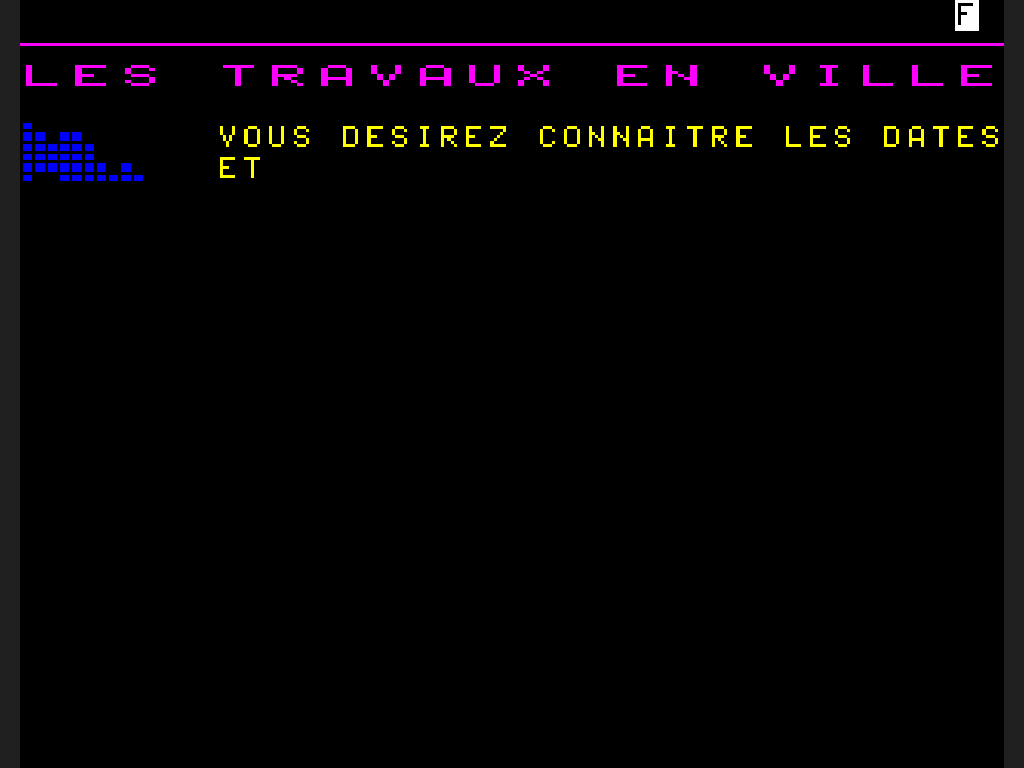 F
LES TRAVAUX EN VILLE
VOUS DESIREZ CONNAITRE LES DATES
ET